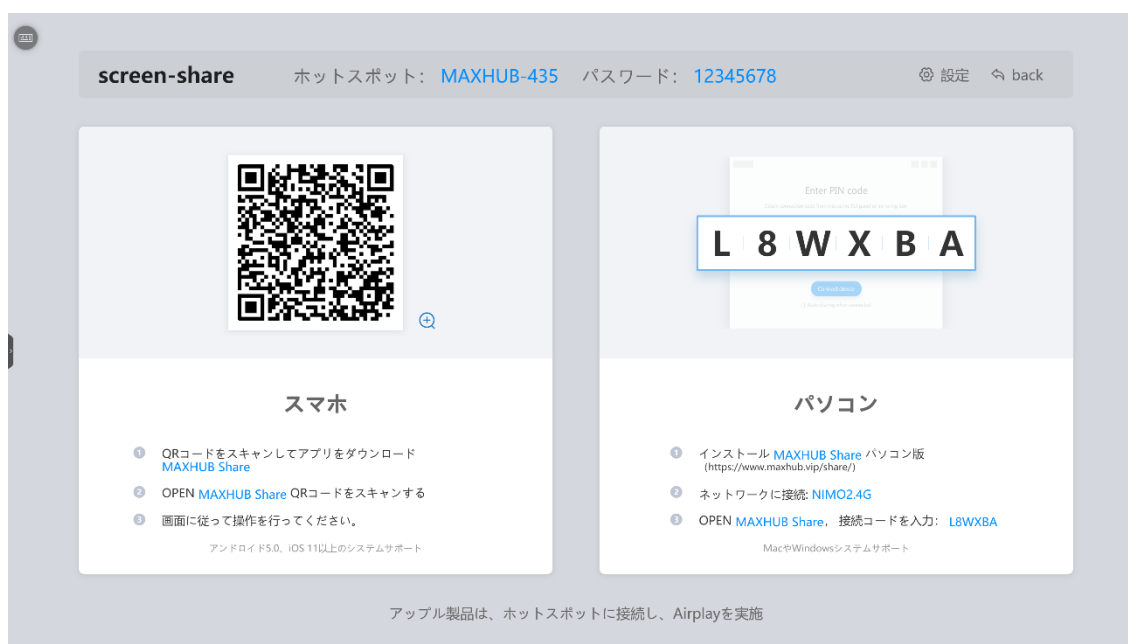 screen-share ホットスポット： MAXHUB-435 パスワード： 12345678 設定 back
Enter PIN code
L 8 W X B A
スマホ
1 QRコードをスキャンしてアプリをダウンロード
MAXHUB Share
2 OPEN MAXHUB Share QRコードをスキャンする
3 画面に従って操作を行ってください。
アンドロイド5.0、iOS 11以上のシステムサポート
パソコン
1 インストール MAXHUB Share パソコン版
(https://www.maxhub.vip/share/)
2 ネットワークに接続: NIMO2.4G
3 OPEN MAXHUB Share， 接続コードを入力： L8WXBA
MacやWindowsシステムサポート
アップル製品は、ホットスポットに接続し、Airplayを実施